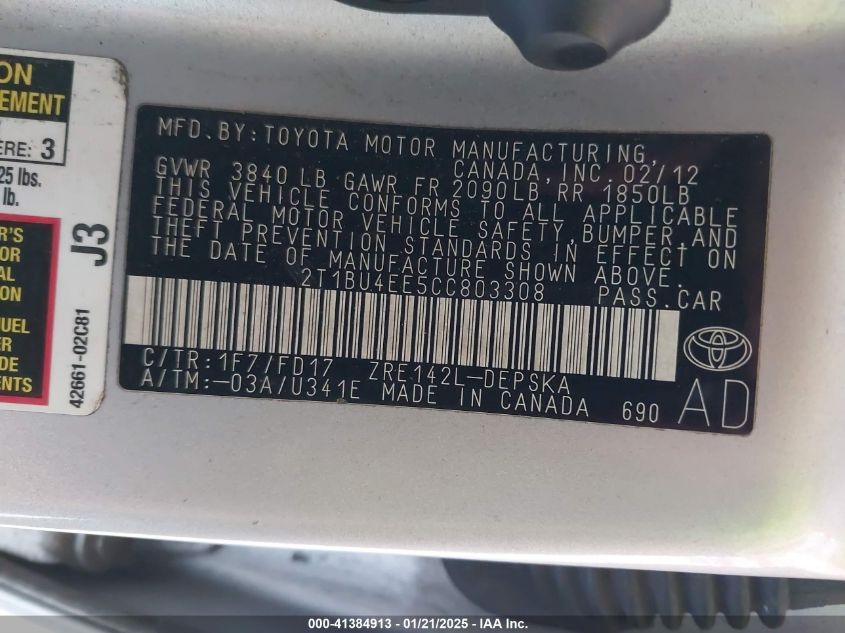 ON
EMENT
ERE: 3
25 lbs.
lb.
R'S
OR
AL
CC
NUEL
DE
ENTS
J3
42661-02C81
MFD.BY:TOYOTA MOTOR MANUFACTURING,
CANADA,INC.02/12
GVWR 3840 LB GAWR FR 2090LB RR 1850LB
THIS VEHICLE CONFORMS TO ALL APPLICABLE
FEDERAL MOTOR VEHICLE SAFETY,BUMPER,AND
THEFT PREVENTION STANDARDS IN EFFECT ON
THE DATE OF MANUFACTURE SHOWN ABOVE.
2T1BU4EE5CC803308 PASS.CAR
C/TR:1F7/FD17 ZRE142L-DEPSKA
A/TM:-03A/U341E MADE IN CANADA 690
AD
000-41384913 - 01/21/2025 - IAA Inc.